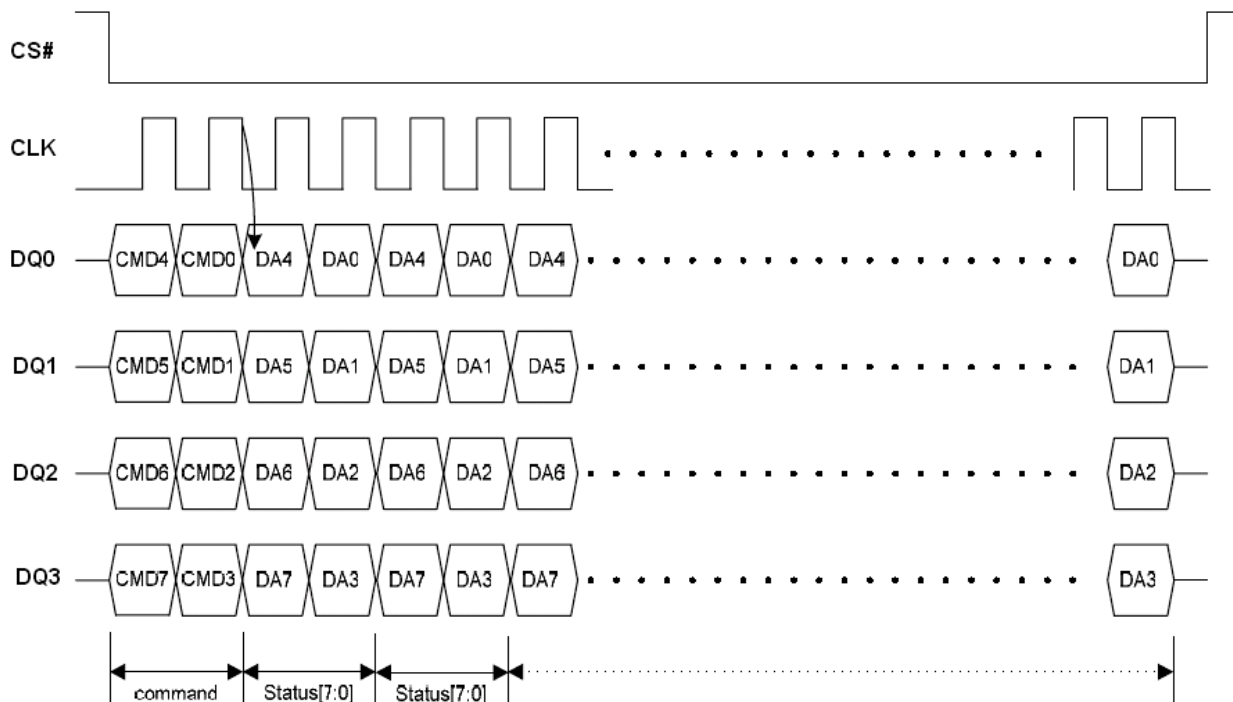 CS#
CLK
DQ0 CMD4 CMD0 DA4 DA0 DA4 DA0 DA4 DA0
DQ1 CMD5 CMD1 DA5 DA1 DA5 DA1 DA5 DA1
DQ2 CMD6 CMD2 DA6 DA2 DA6 DA2 DA6 DA2
DQ3 CMD7 CMD3 DA7 DA3 DA7 DA3 DA7 DA3
command Status[7:0] Status[7:0]